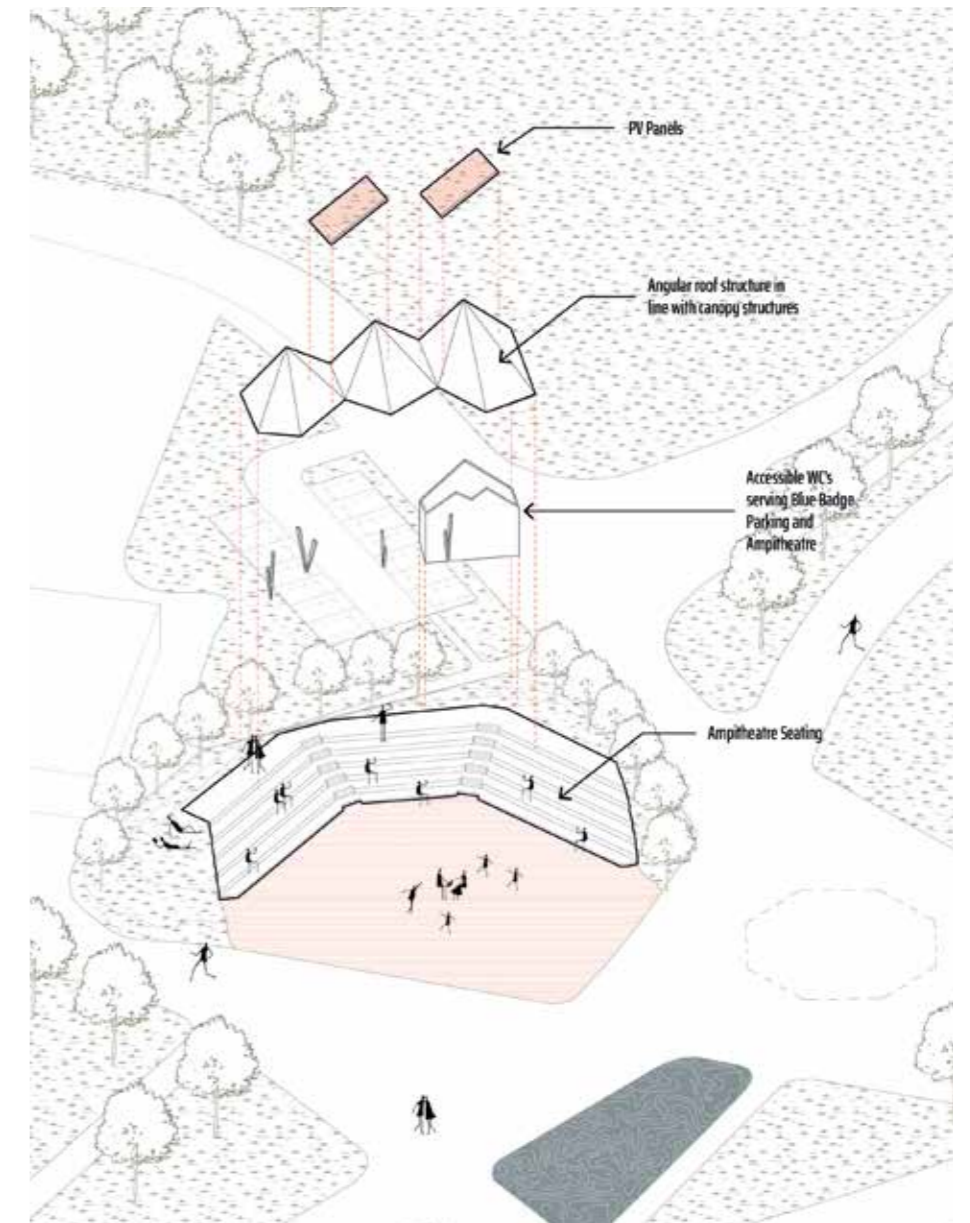 PV Panels
Angular roof structure in
line with canopy structures
Accessible WC's
serving Blue Badge
Parking and
Ampitheatre
Ampitheatre Seating